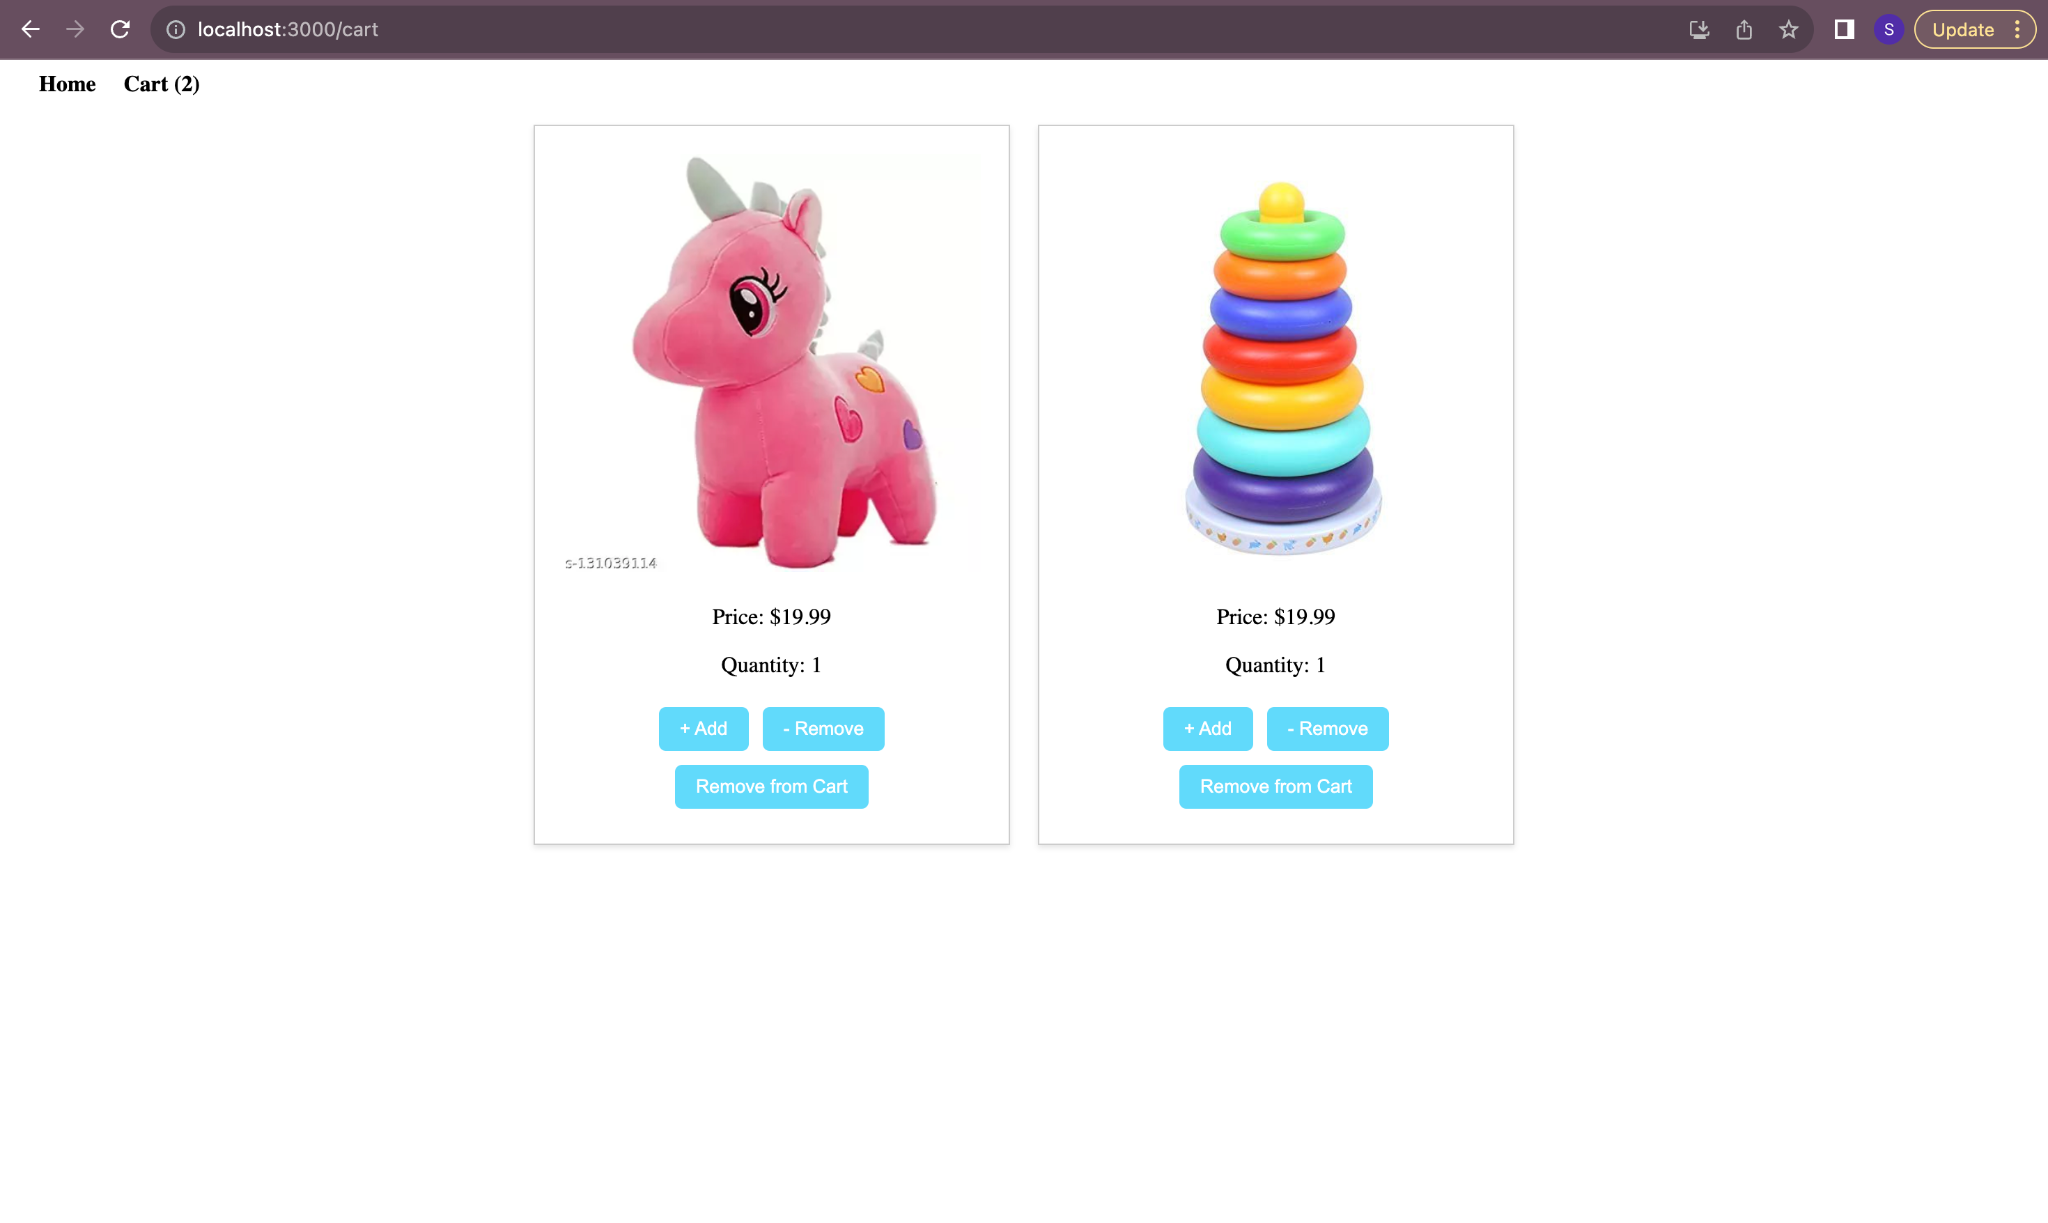 localhost:3000/cart
S
Update
Home Cart (2)
s-131039114
Price: $19.99
Quantity: 1
+ Add - Remove
Remove from Cart
Price: $19.99
Quantity: 1
+ Add - Remove
Remove from Cart